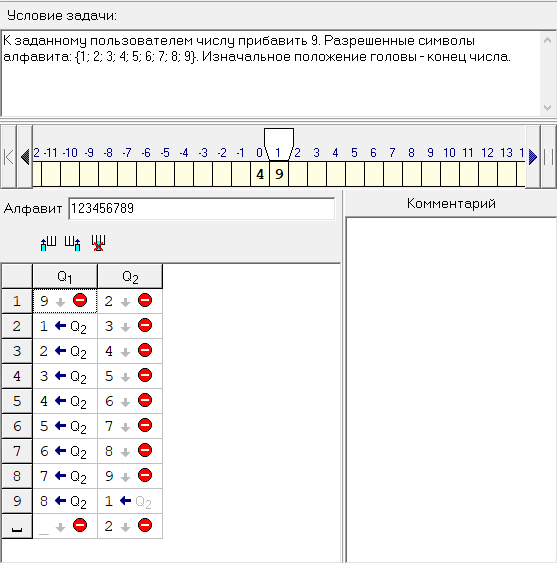 Условие задачи:
К заданному пользователем числу прибавить 9. Разрешенные символы
алфавита: {1; 2; 3; 4; 5; 6; 7; 8; 9}. Изначальное положение головы - конец числа.
2 -11 -10 -9 -8 -7 -6 -5 -4 -3 -2 -1 0 1 2 3 4 5 6 7 8 9 10 11 12 13 1
4 9
Алфавит 123456789
Комментарий
Q1 Q2
1 9 2
2 1 Q2 3
3 2 Q2 4
4 3 Q2 5
5 4 Q2 6
6 5 Q2 7
7 6 Q2 8
8 7 Q2 9
9 8 Q2 1 Q2
_ 2